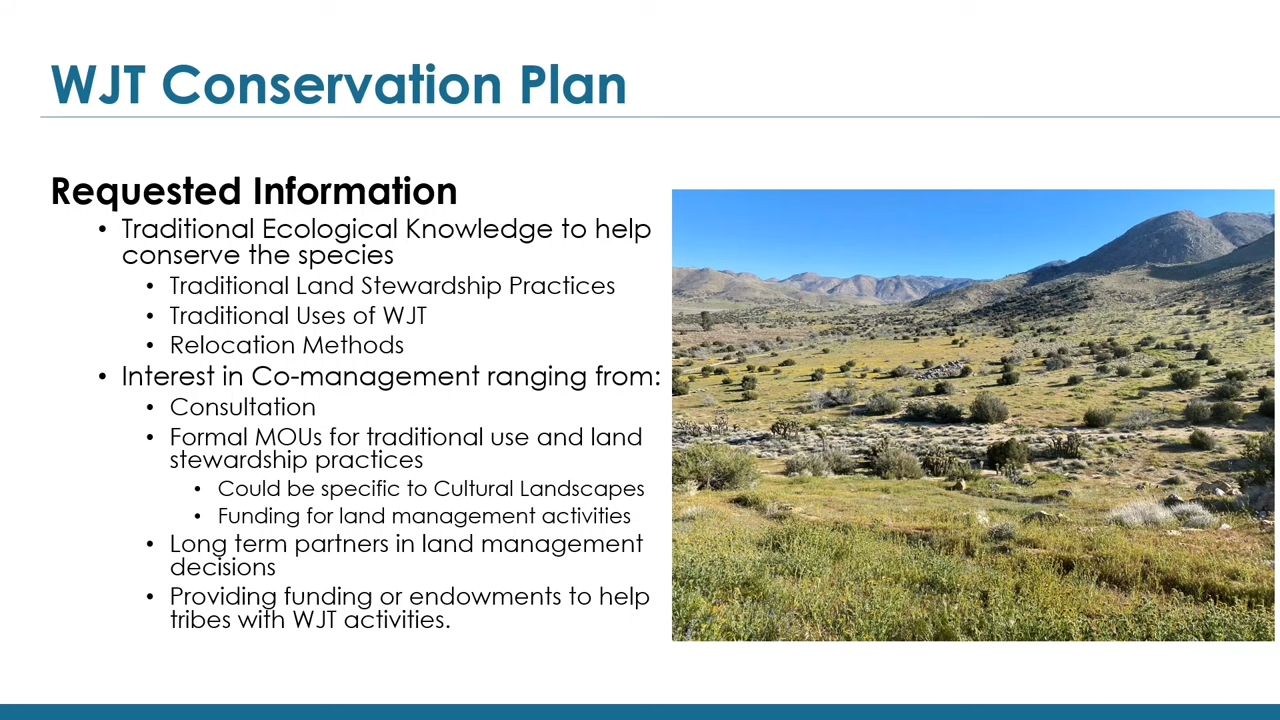 WJT Conservation Plan
Requested Information
• Traditional Ecological Knowledge to help
conserve the species
• Traditional Land Stewardship Practices
• Traditional Uses of WJT
• Relocation Methods
• Interest in Co-management ranging from:
• Consultation
• Formal MOUs for traditional use and land
stewardship practices
• Could be specific to Cultural Landscapes
• Funding for land management activities
• Long term partners in land management
decisions
• Providing funding or endowments to help
tribes with WJT activities.